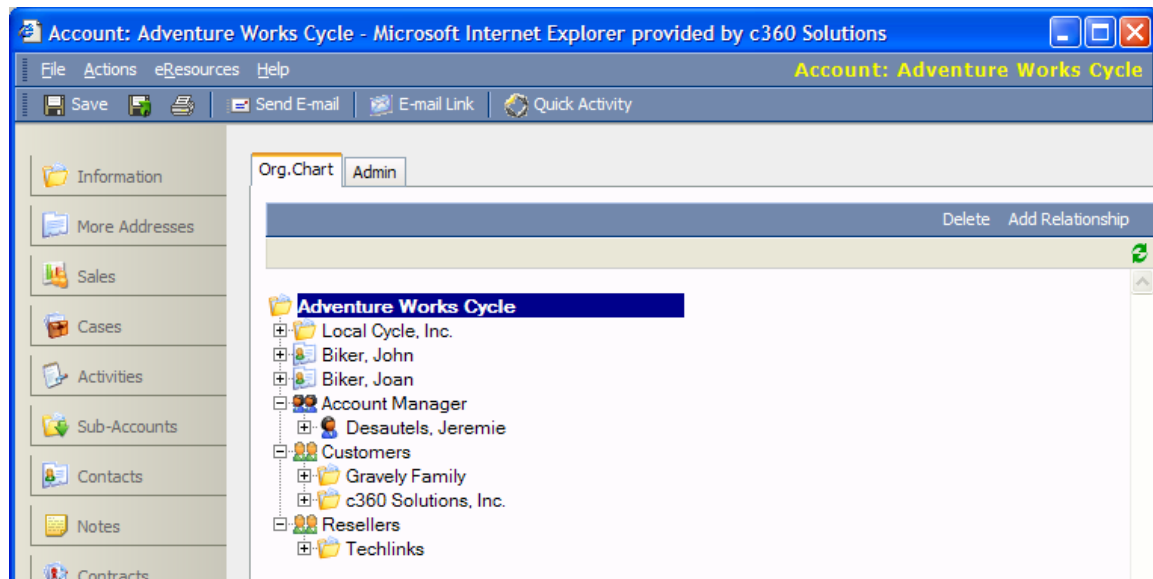 Account: Adventure Works Cycle - Microsoft Internet Explorer provided by c360 Solutions
File Actions eResources Help Account: Adventure Works Cycle
Save Send E-mail E-mail Link Quick Activity
Information
More Addresses
Sales
Cases
Activities
Sub-Accounts
Contacts
Notes
Contracts
Org.Chart Admin
Delete Add Relationship
Adventure Works Cycle
Local Cycle, Inc.
Biker, John
Biker, Joan
Account Manager
Desautels, Jeremie
Customers
Gravely Family
c360 Solutions, Inc.
Resellers
Techlinks